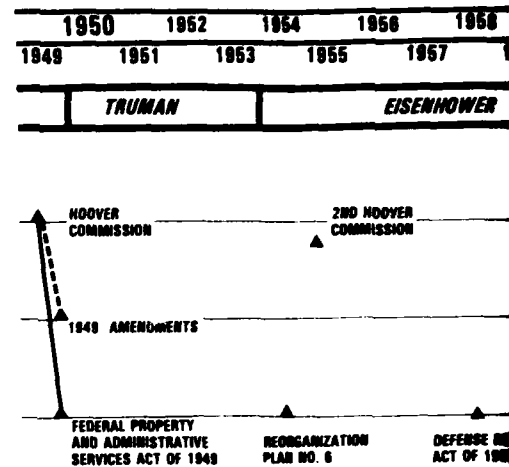 1950 1952 1954 1956 1958
1949 1951 1953 1955 1957
TRUMAN EISENHOWER
HOOVER
COMMISSION
2ND HOOVER
COMMISSION
1949 AMENDMENTS
FEDERAL PROPERTY
AND ADMINISTRATIVE
SERVICES ACT OF 1949
REORGANIZATION
PLAN NO. 6
DEFENSE
ACT OF